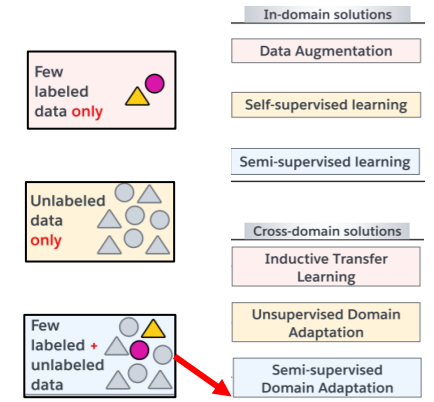 In-domain solutions
Few
labeled
data only
Data Augmentation
Self-supervised learning
Semi-supervised learning
Unlabeled
data
only
Cross-domain solutions
Inductive Transfer
Learning
Unsupervised Domain
Adaptation
Few
labeled +
unlabeled
data
Semi-supervised
Domain Adaptation